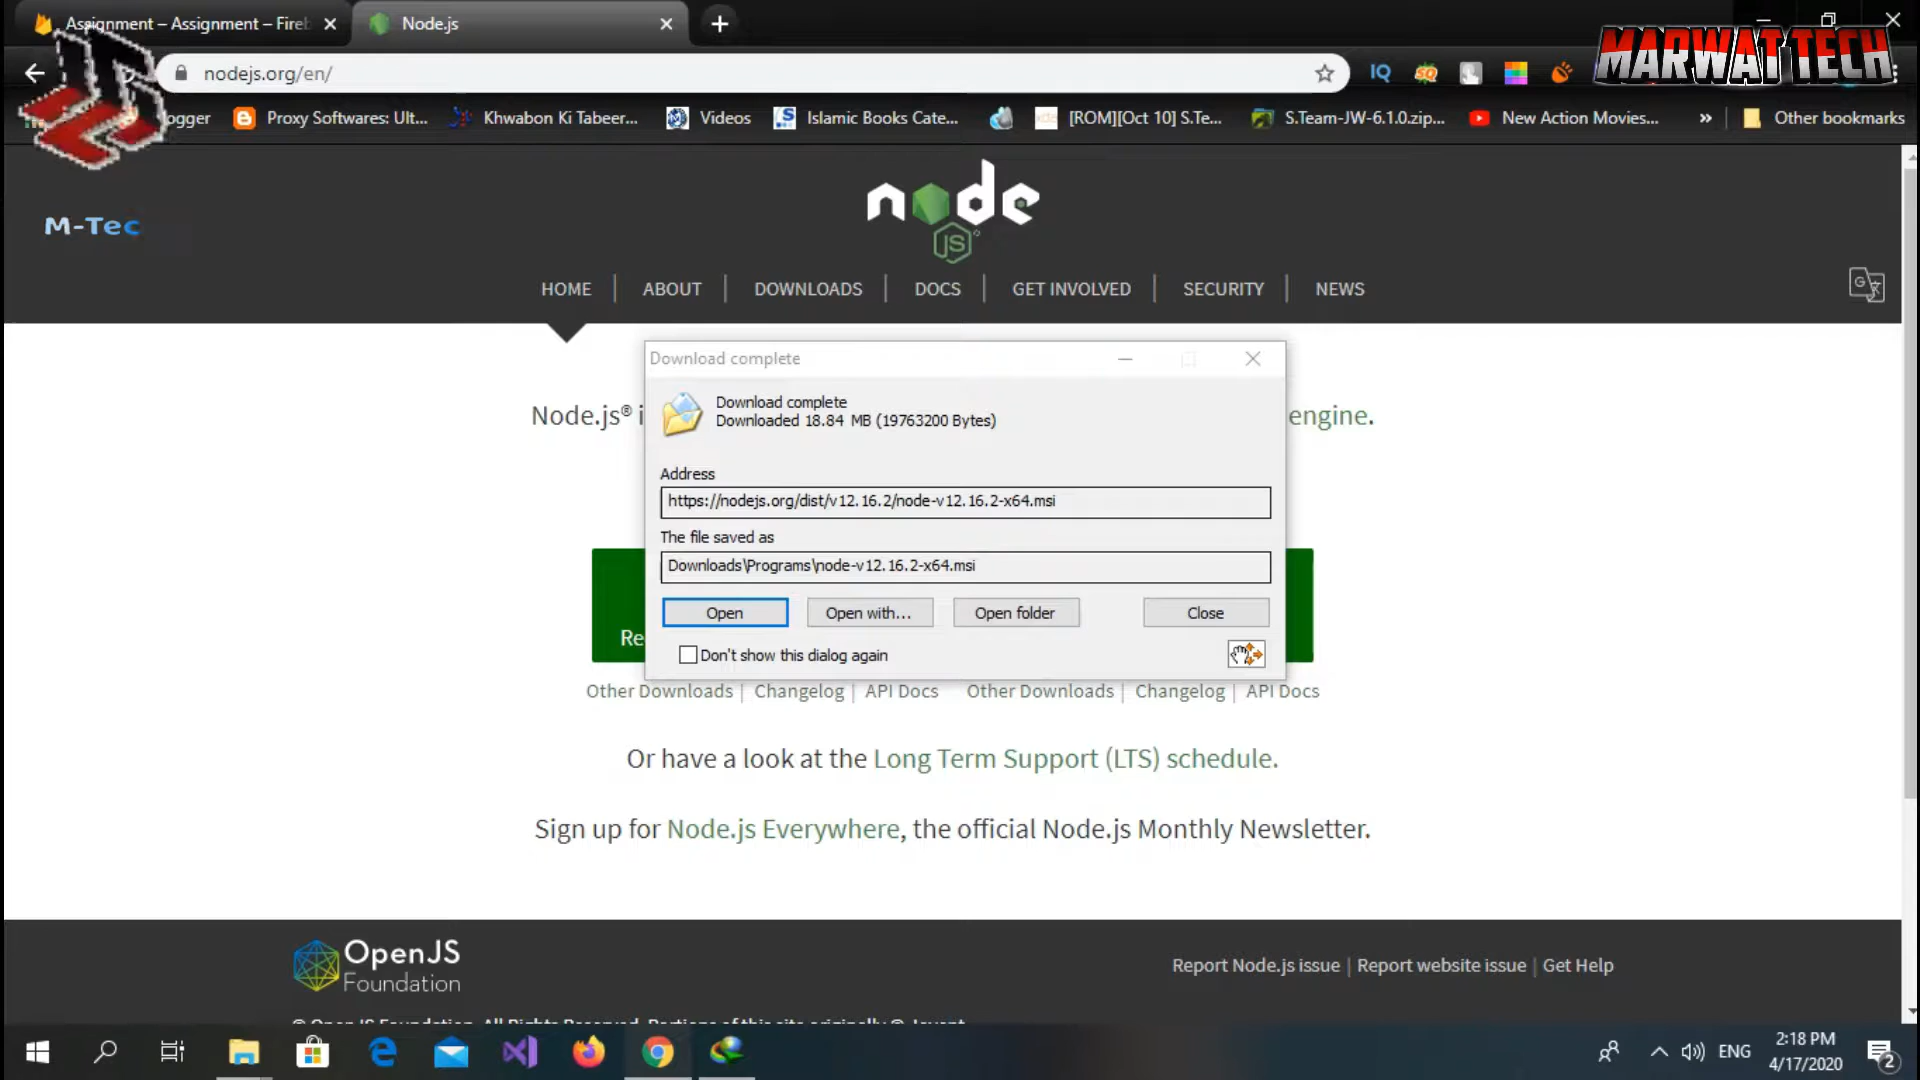 Assignment – Assignment – Fireb
Node.js
MARWAT TECH
nodejs.org/en/
IQ
ogger
Proxy Softwares: Ult...
Khwabon Ki Tabeer...
Videos
Islamic Books Cate...
[ROM][Oct 10] S.Te...
S.Team-JW-6.1.0.zip...
New Action Movies...
»
Other bookmarks
M-Tec
node
JS
HOME
ABOUT
DOWNLOADS
DOCS
GET INVOLVED
SECURITY
NEWS
Download complete
Download complete
Downloaded 18.84 MB (19763200 Bytes)
Node.js® i
engine.
Address
https://nodejs.org/dist/v12.16.2/node-v12.16.2-x64.msi
The file saved as
Downloads\Programs\node-v12.16.2-x64.msi
Open
Open with...
Open folder
Close
Re
Don't show this dialog again
Other Downloads | Changelog | API Docs
Other Downloads | Changelog | API Docs
Or have a look at the Long Term Support (LTS) schedule.
Sign up for Node.js Everywhere, the official Node.js Monthly Newsletter.
OpenJS
Foundation
Report Node.js issue | Report website issue | Get Help
ENG
2:18 PM
4/17/2020
2